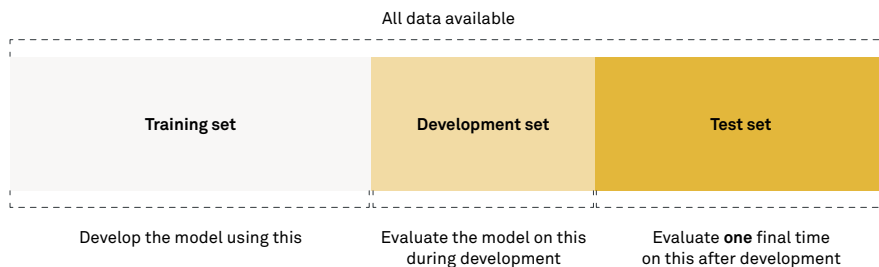 All data available
Training set
Development set
Test set
Develop the model using this
Evaluate the model on this
during development
Evaluate one final time
on this after development